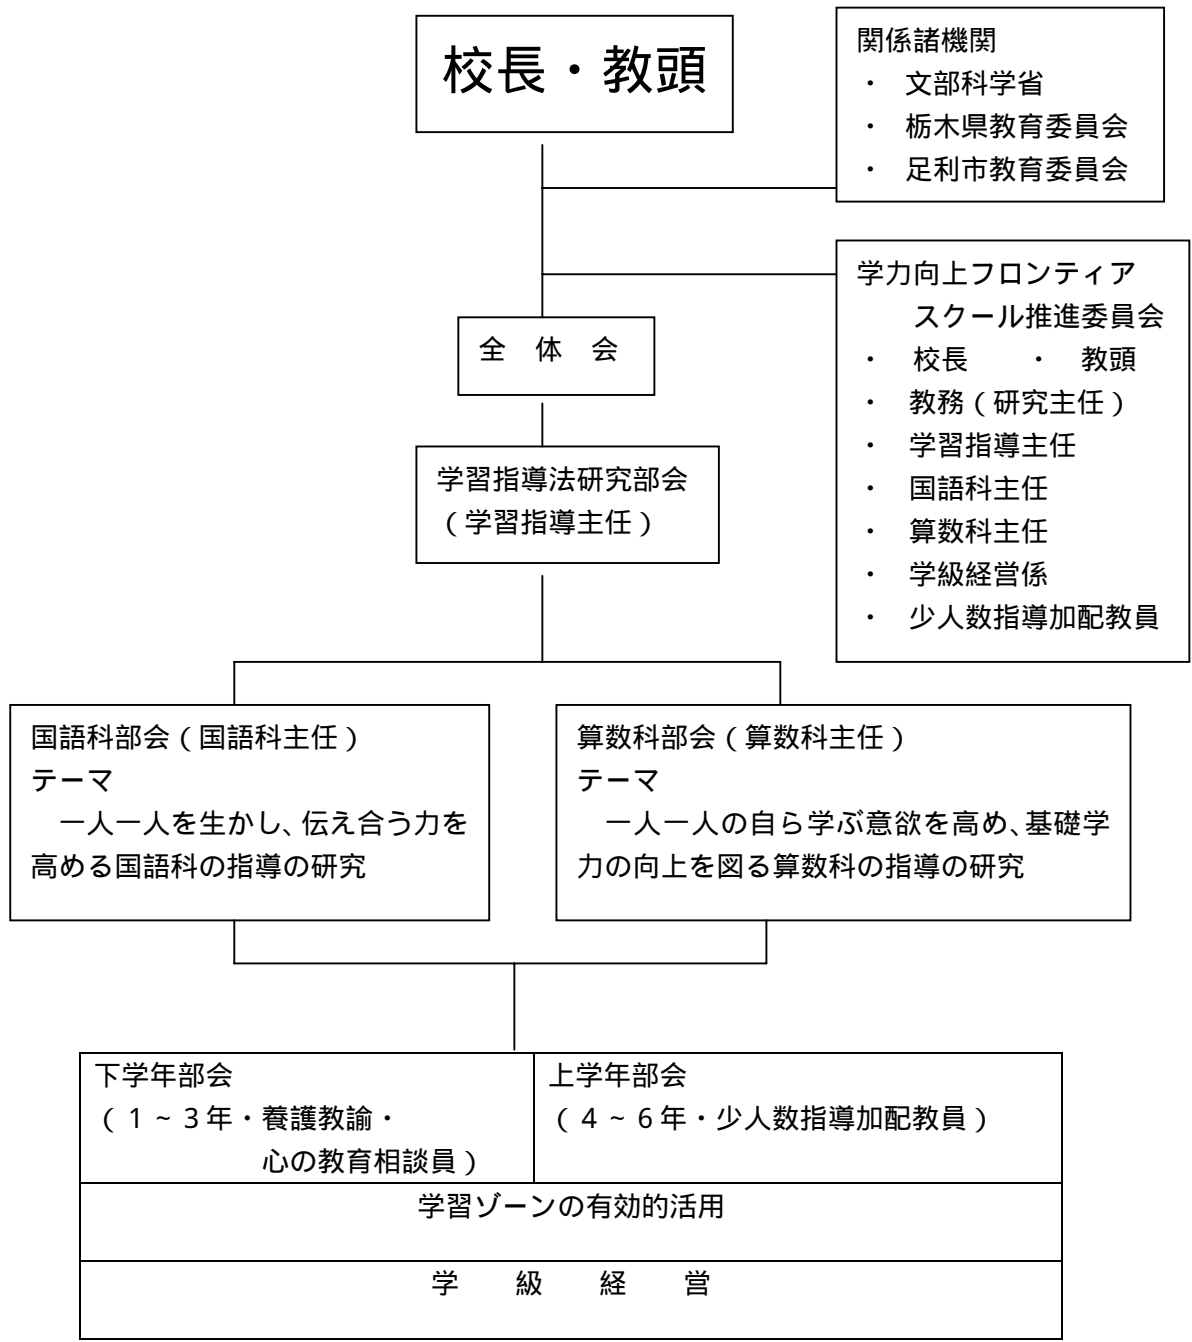 校長・教頭
関係諸機関
・ 文部科学省
・ 栃木県教育委員会
・ 足利市教育委員会
学力向上フロンティア
スクール推進委員会
・ 校長 ・ 教頭
・ 教務(研究主任)
・ 学習指導主任
・ 国語科主任
・ 算数科主任
・ 学級経営係
・ 少人数指導加配教員
全 体 会
学習指導法研究部会
(学習指導主任)
国語科部会(国語科主任)
テーマ
一人一人を生かし、伝え合う力を
高める国語科の指導の研究
算数科部会(算数科主任)
テーマ
一人一人の自ら学ぶ意欲を高め、基礎学
力の向上を図る算数科の指導の研究
下学年部会
(1~3年・養護教諭・
心の教育相談員)
上学年部会
(4~6年・少人数指導加配教員)
学習ゾーンの有効的活用
学 級 経 営